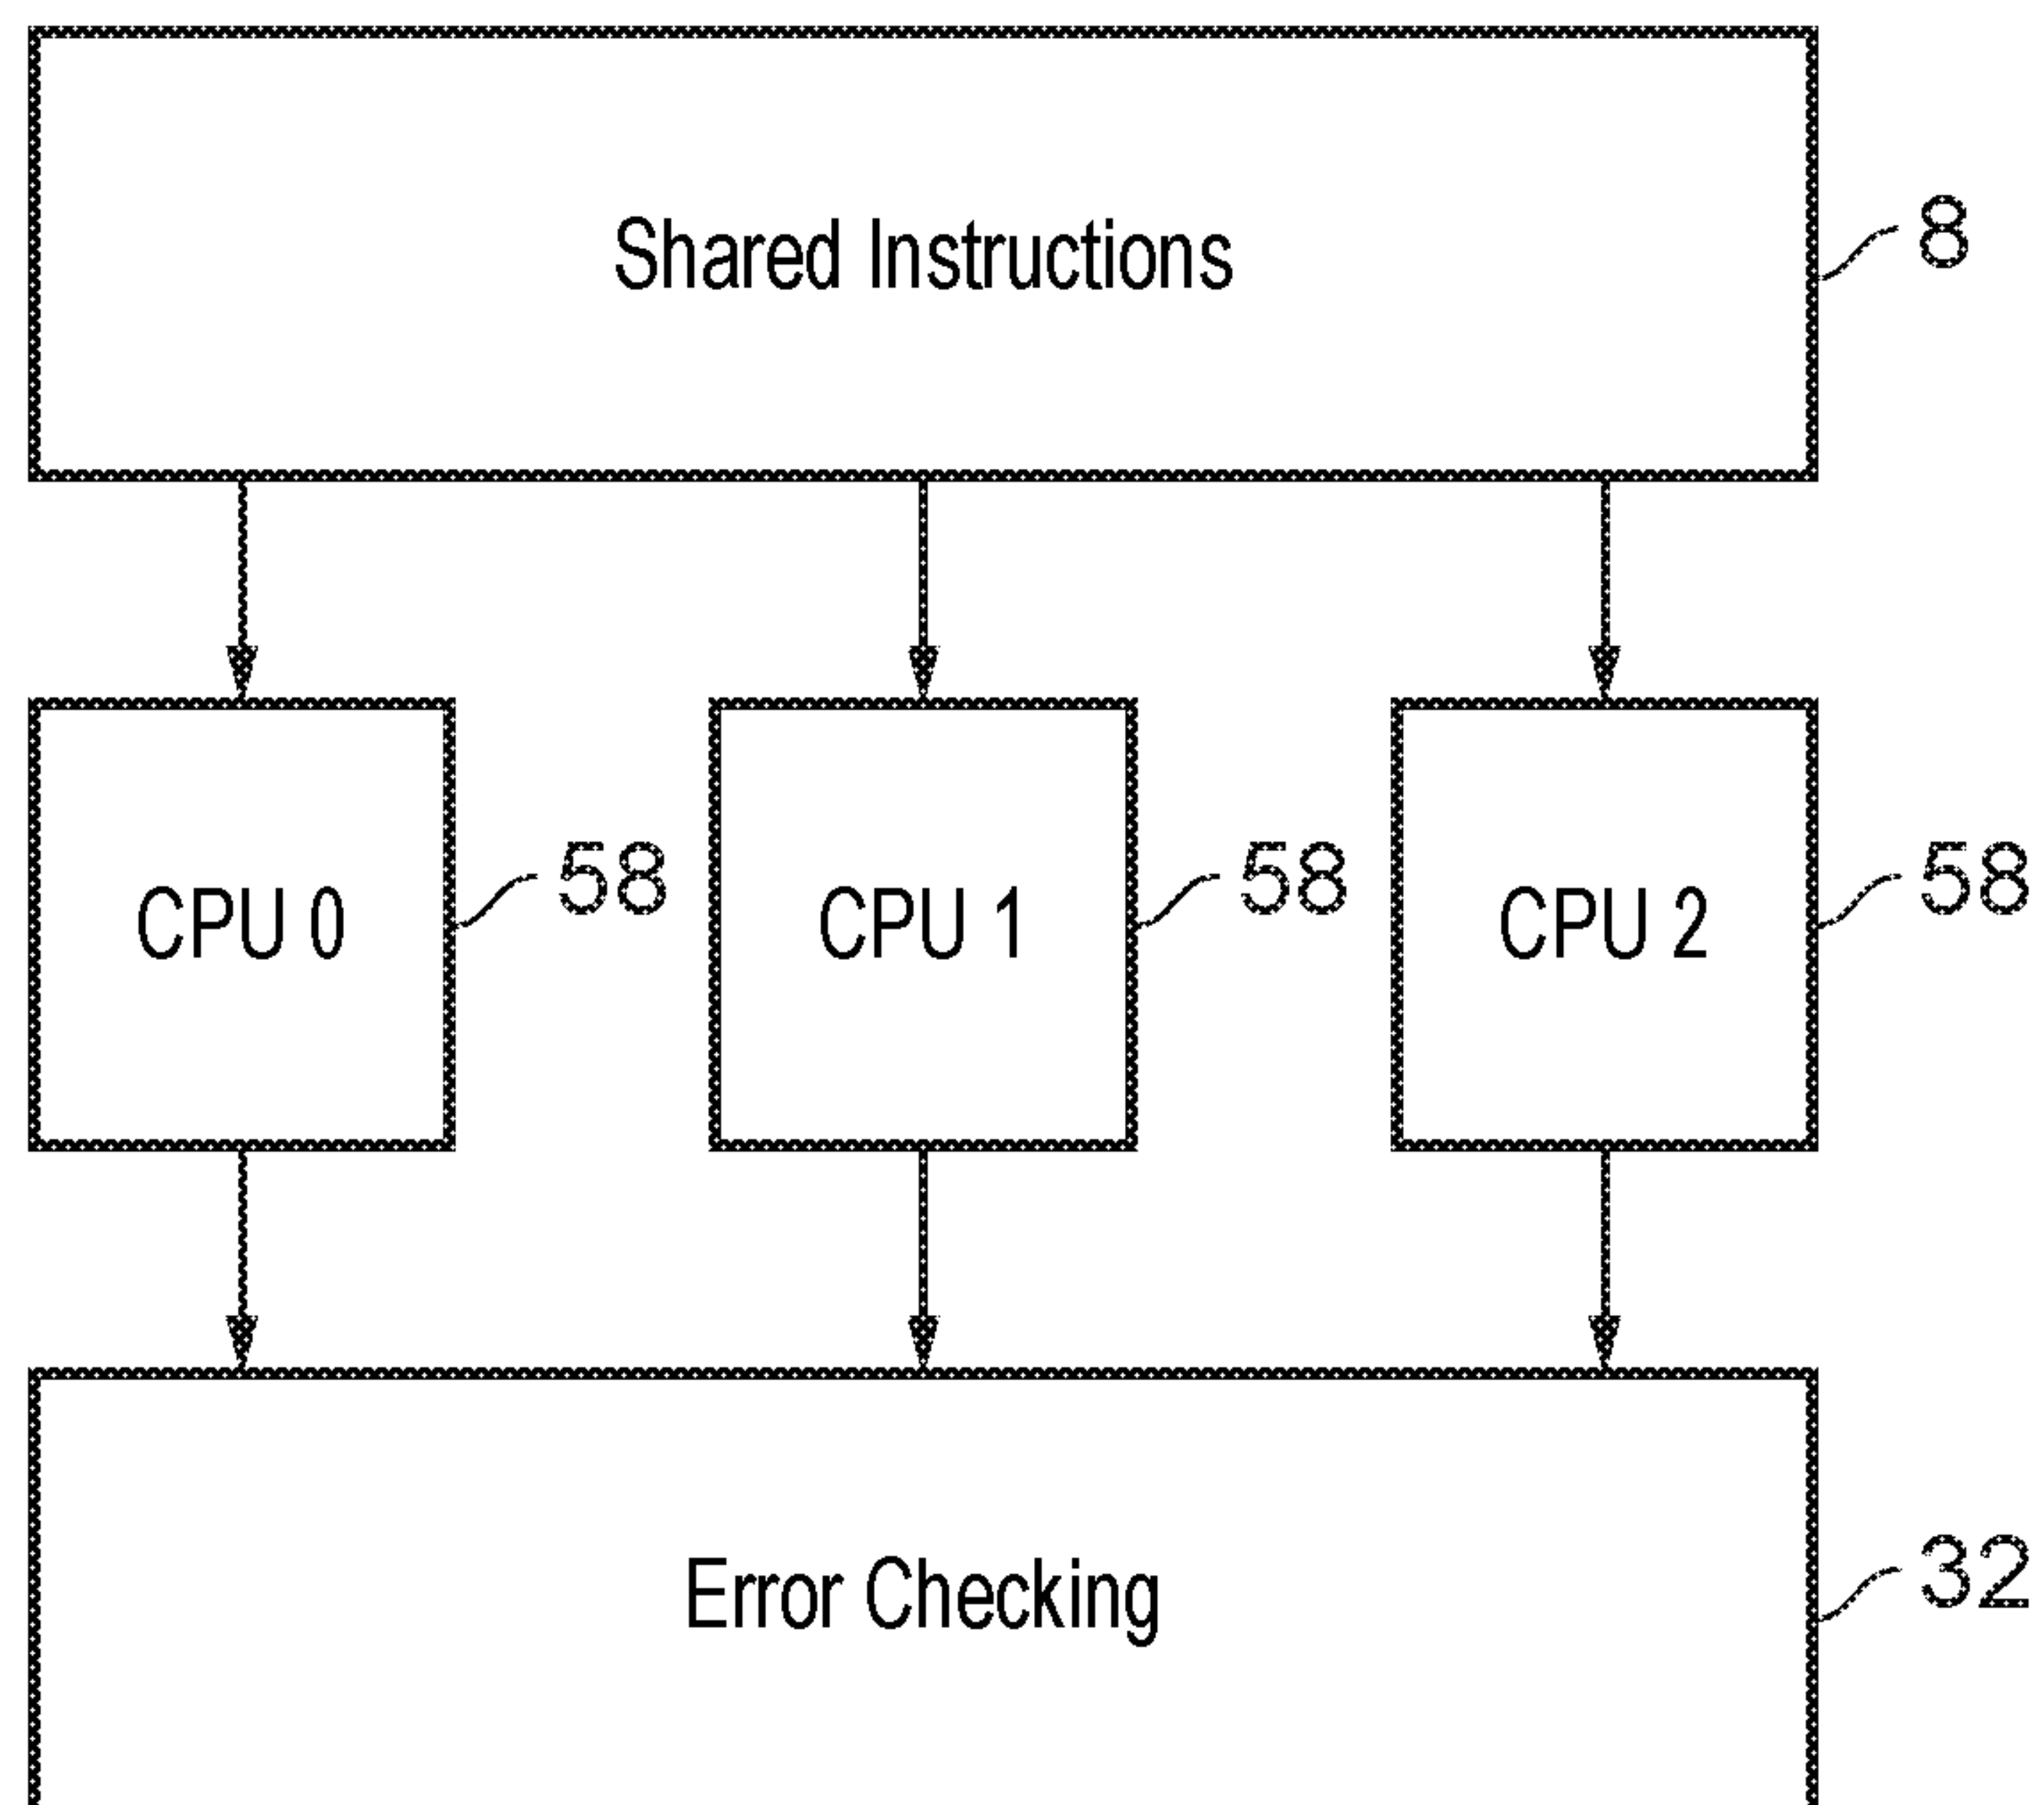 Shared Instructions
8
CPU 0
58
CPU 1
58
CPU 2
58
Error Checking
32